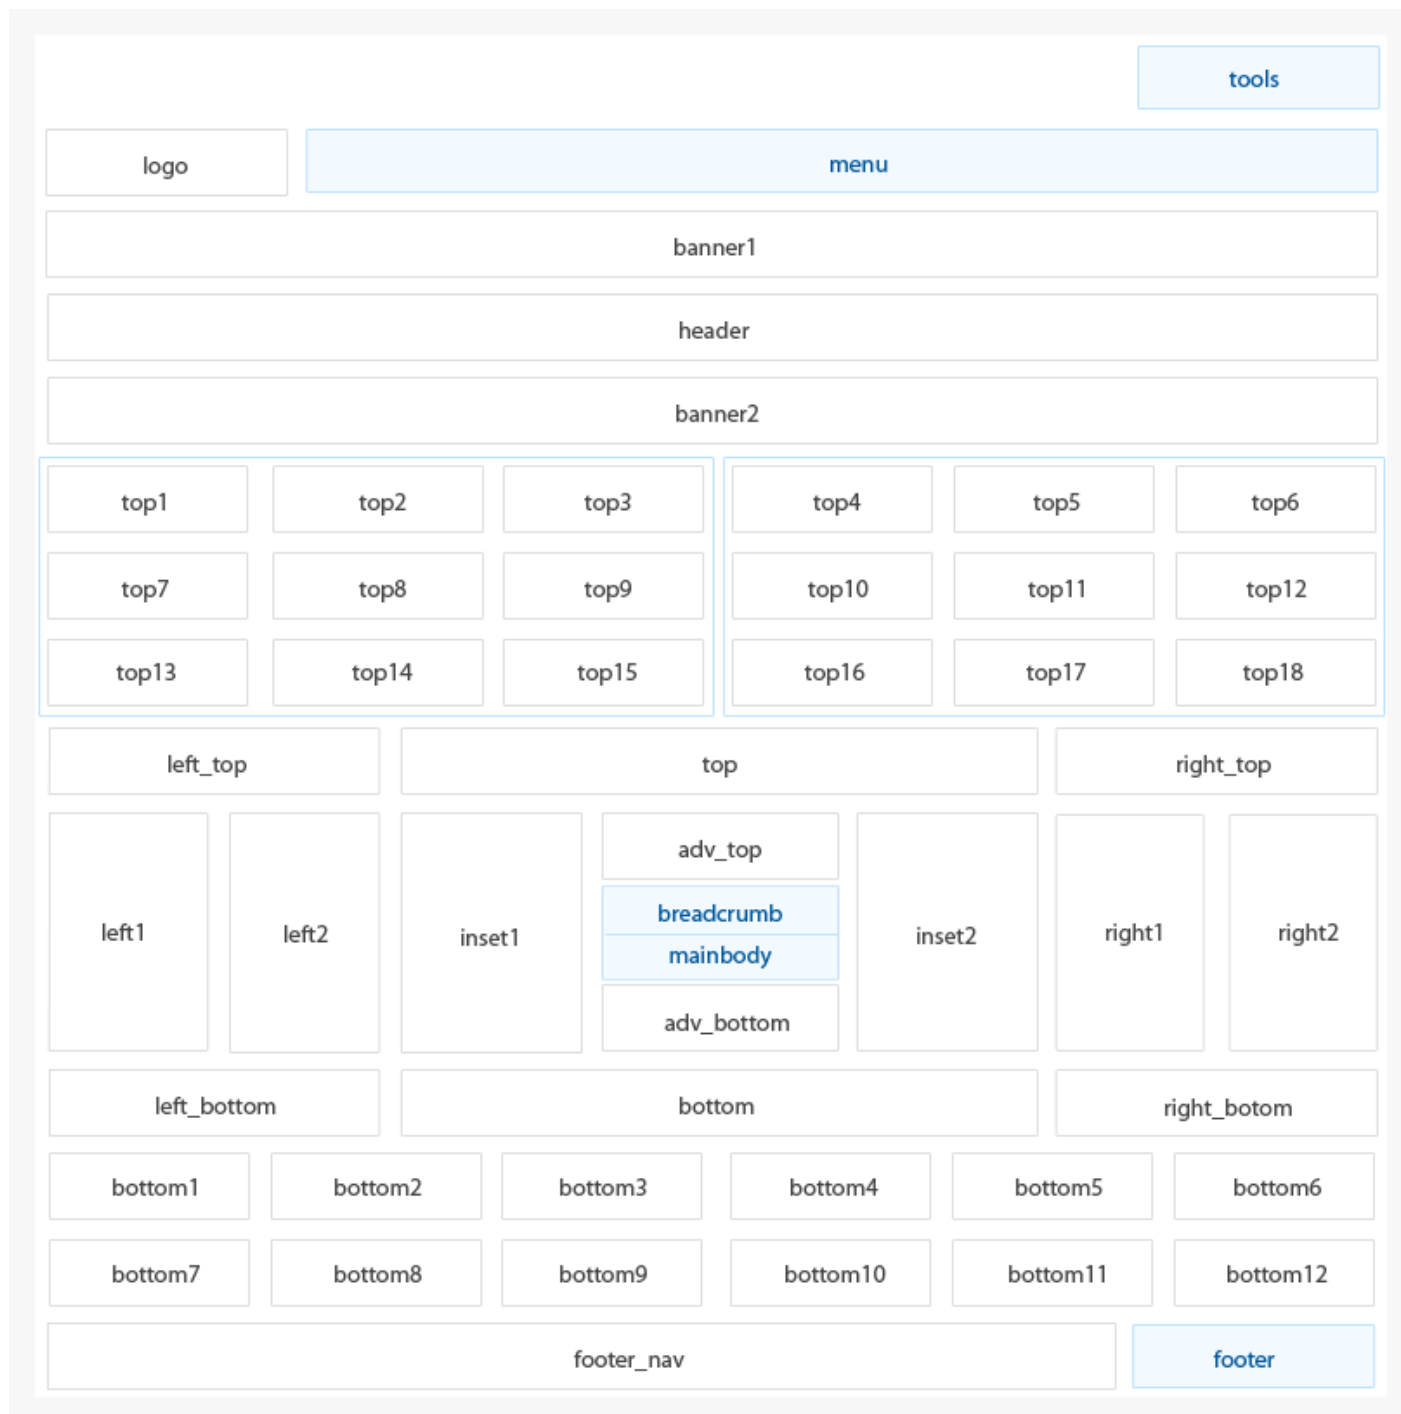 tools
logo menu
banner1
header
banner2
top1 top2 top3 top4 top5 top6
top7 top8 top9 top10 top11 top12
top13 top14 top15 top16 top17 top18
left_top top right_top
adv_top
left1 left2 inset1 breadcrumb inset2 right1 right2
mainbody
adv_bottom
left_bottom bottom right_botom
bottom1 bottom2 bottom3 bottom4 bottom5 bottom6
bottom7 bottom8 bottom9 bottom10 bottom11 bottom12
footer_nav footer